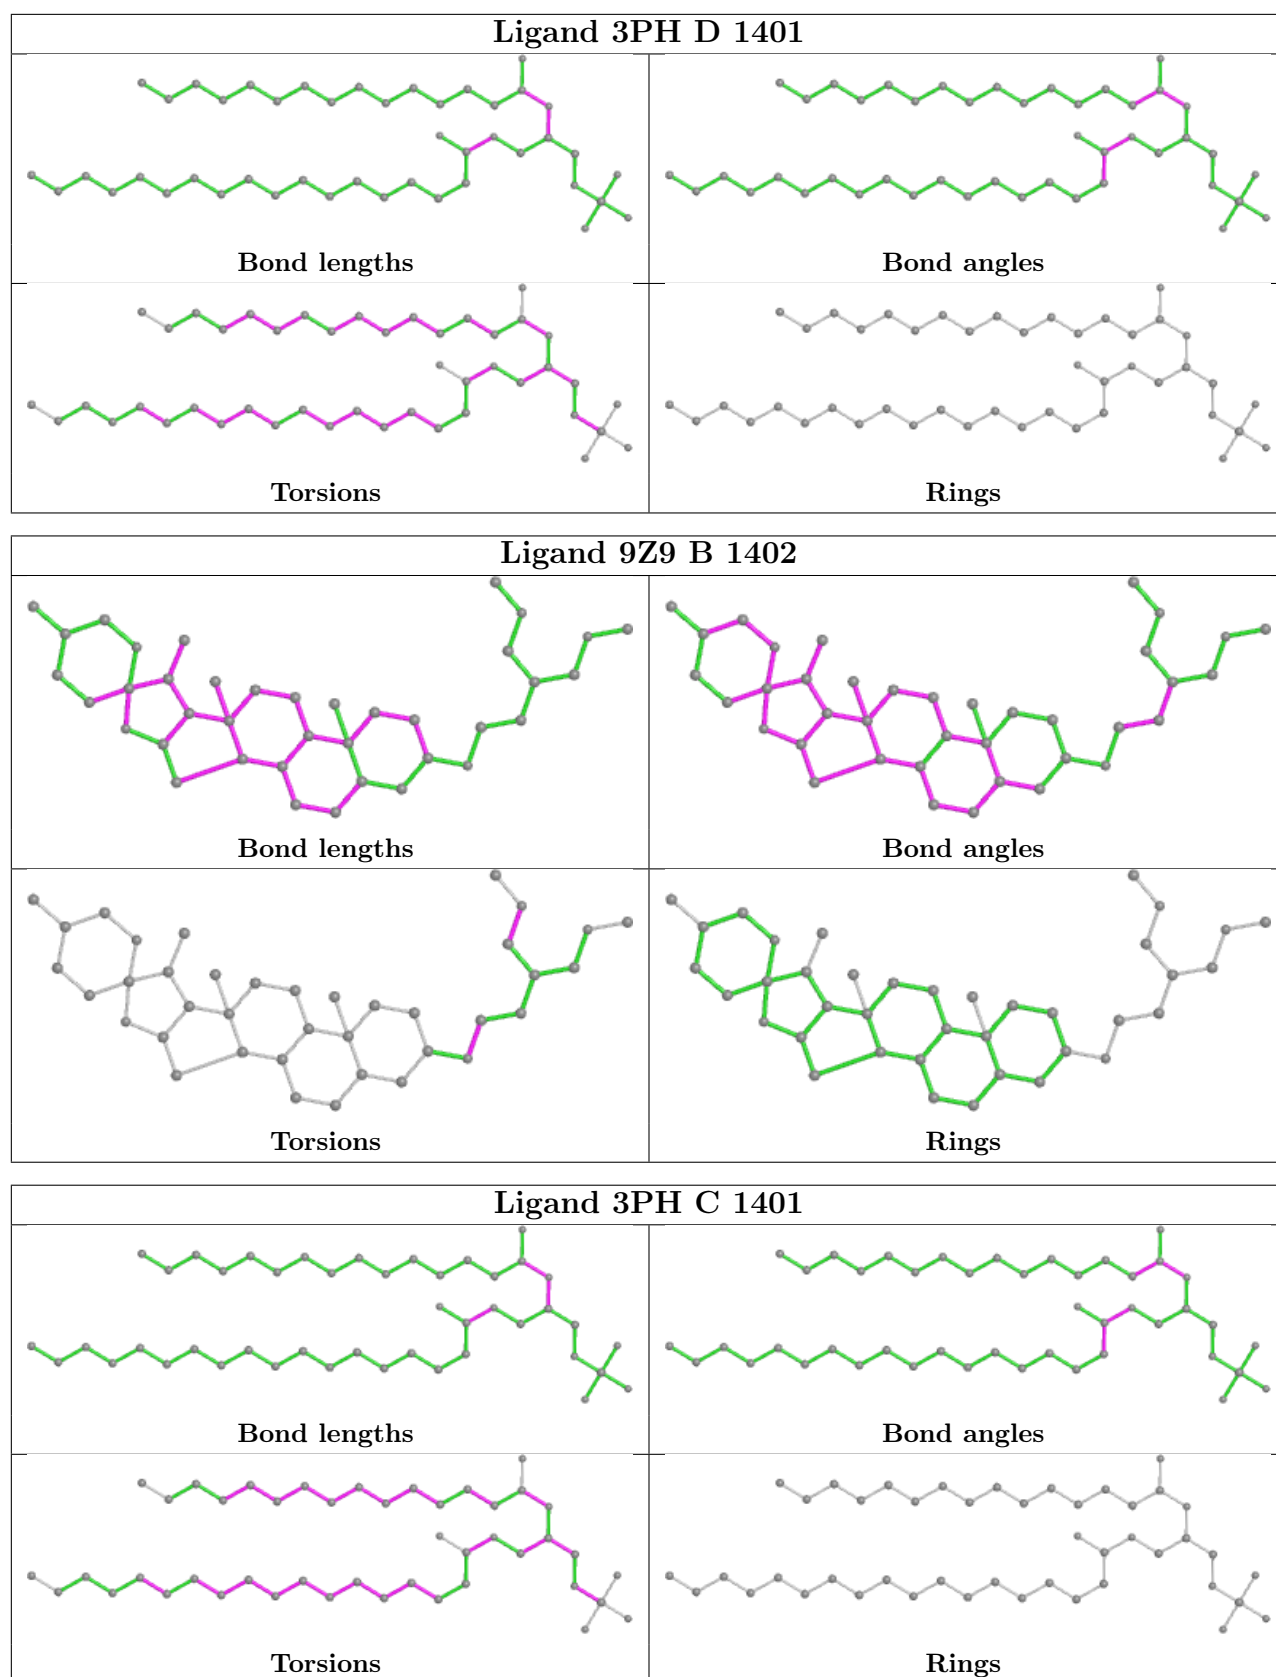 Ligand 3PH D 1401
Bond lengths
Bond angles
Torsions
Rings
Ligand 9Z9 B 1402
Bond lengths
Bond angles
Torsions
Rings
Ligand 3PH C 1401
Bond lengths
Bond angles
Torsions
Rings